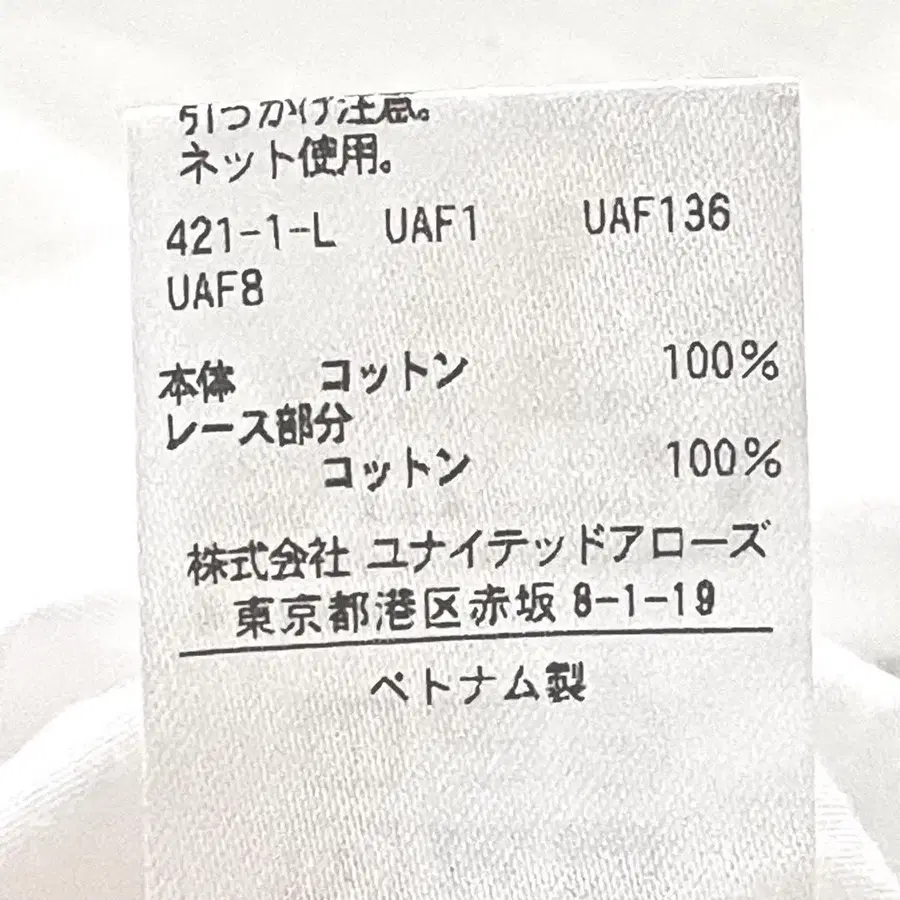 引つかけ注意。
ネット使用。
421-1-L UAF1 UAF136
UAF8
本体 コットン 100%
レース部分
コットン 100%
株式会社 ユナイテッドアローズ
東京都港区赤坂 8-1-19
ベトナム製